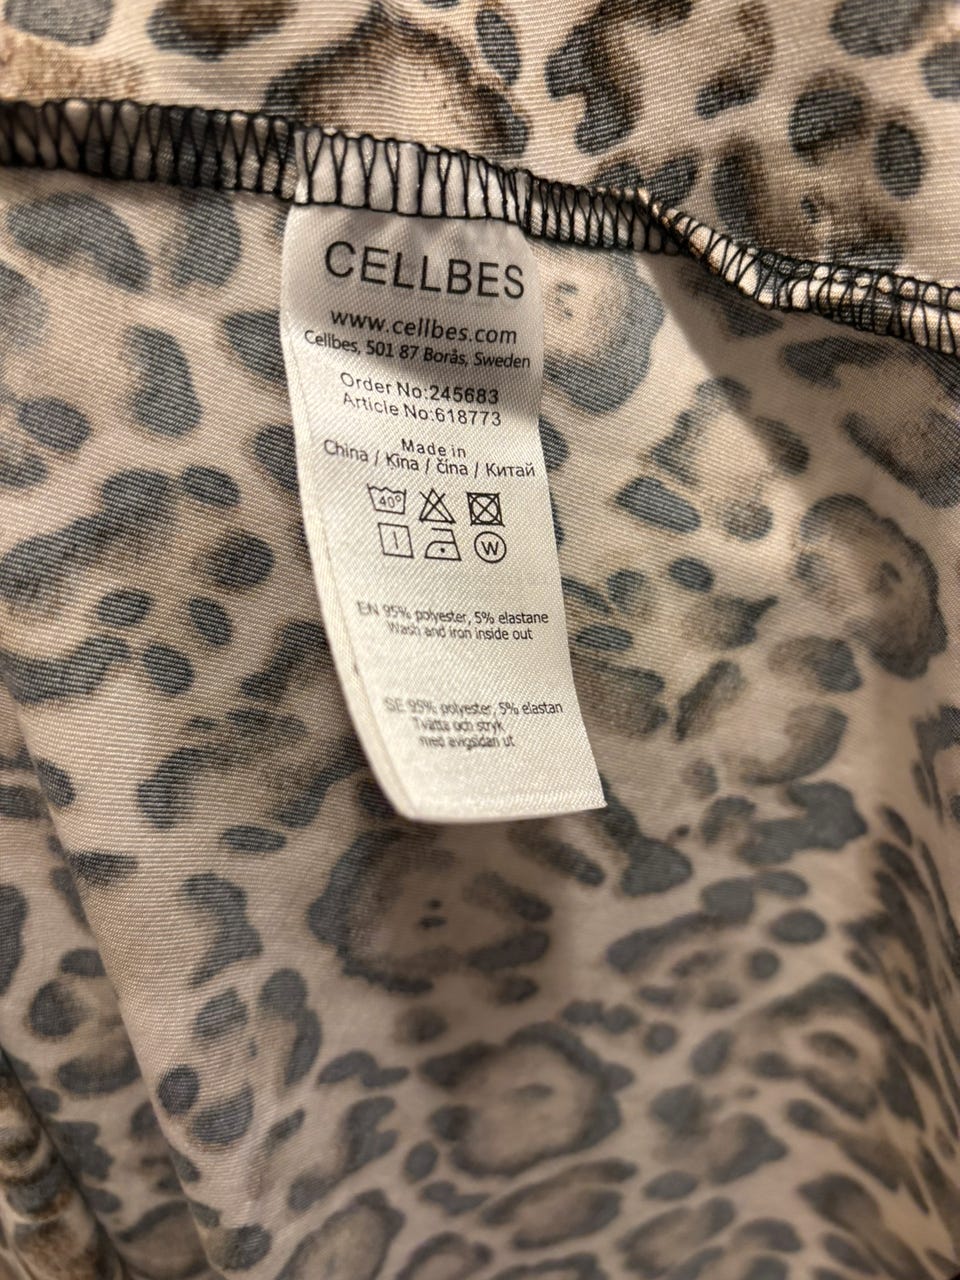 CELLBES
www.cellbes.com
Cellbes, 501 87 Borås, Sweden
Order No:245683
Article No:618773
Made in
China / Kīna / čína / Китай
40°
W
EN 95% polyester, 5% elastane
Wash and iron inside out
SE 95% polyester, 5% elastan
Tvätta och stryk
med avigsidan ut